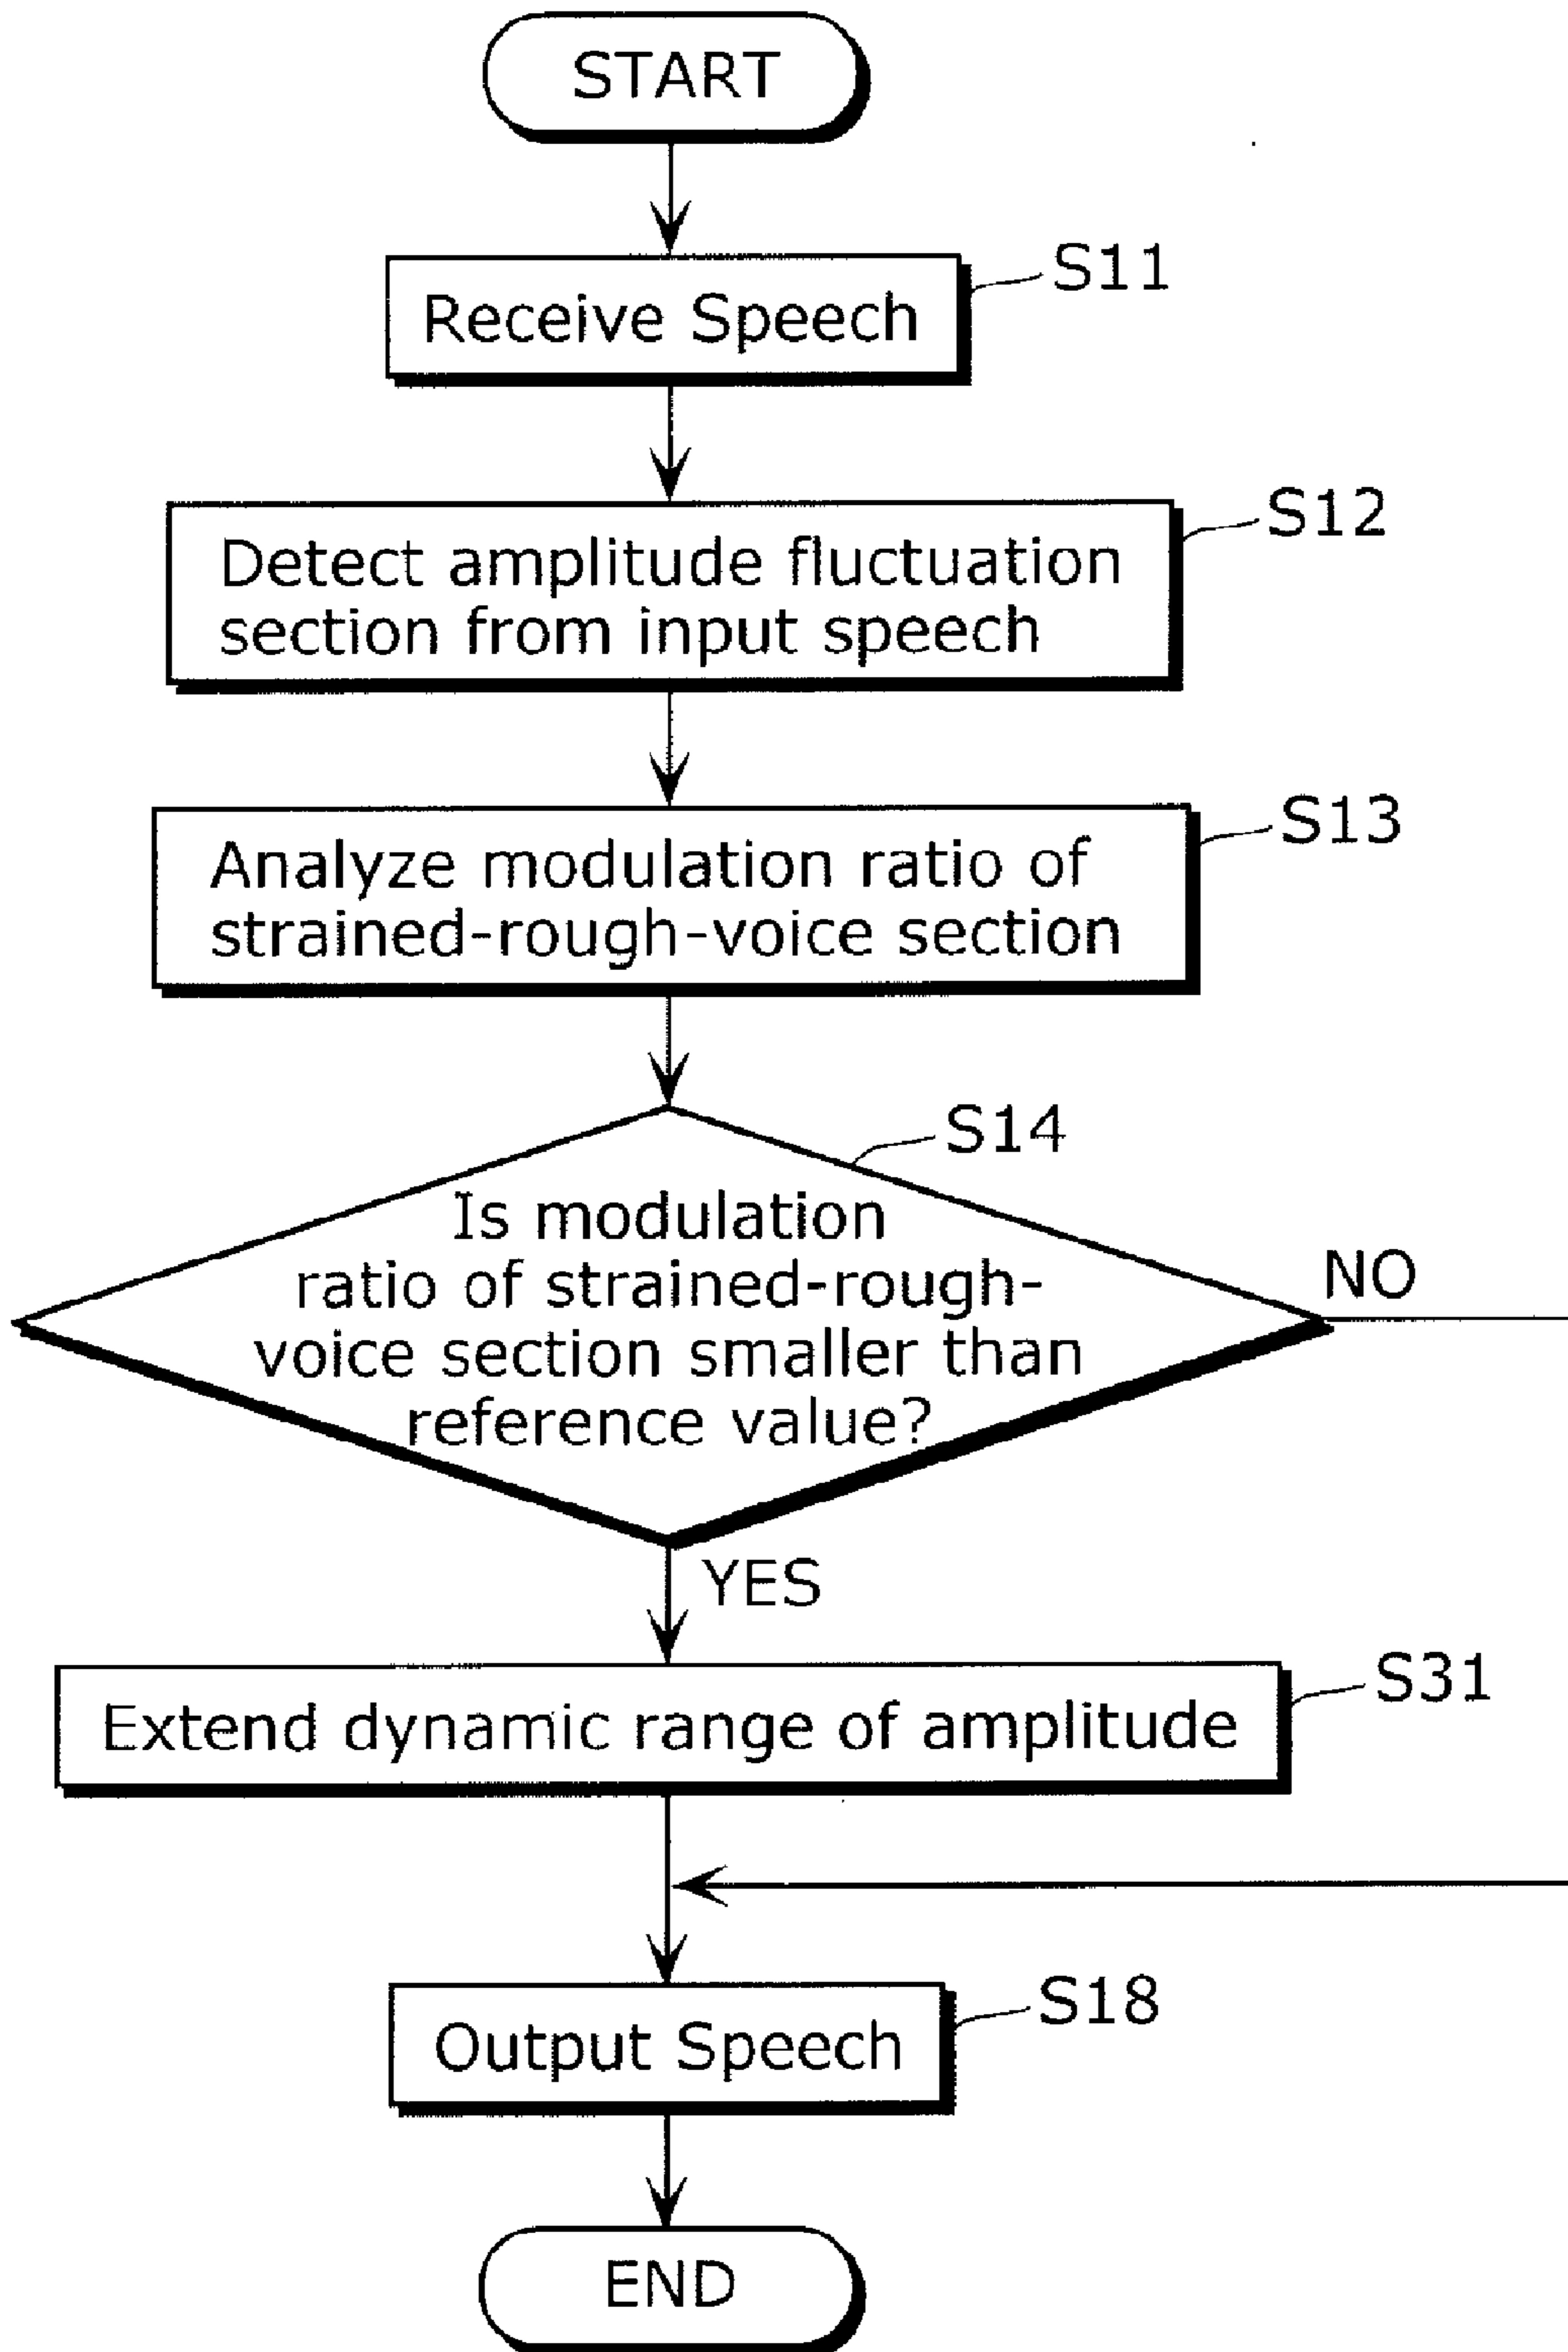 START
S11
Receive Speech
S12
Detect amplitude fluctuation
section from input speech
S13
Analyze modulation ratio of
strained-rough-voice section
S14
Is modulation
ratio of strained-rough-
voice section smaller than
reference value?
NO
YES
S31
Extend dynamic range of amplitude
S18
Output Speech
END